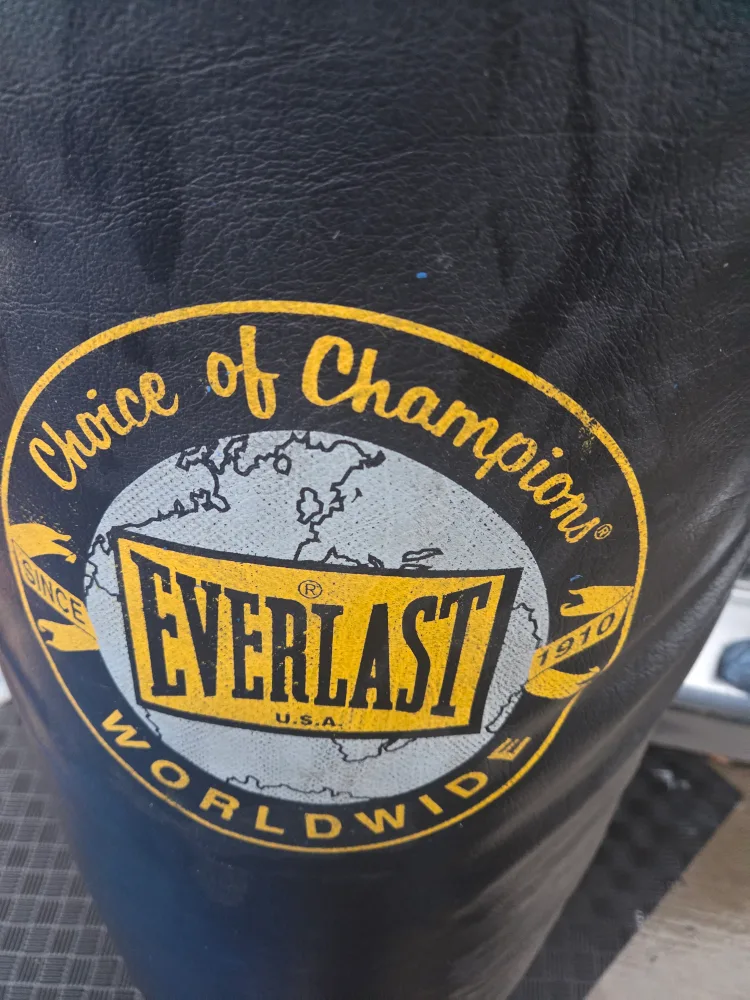 Choice of Champions®
SINCE
1910
®
EVERLAST
U.S.A.
WORLDWIDE